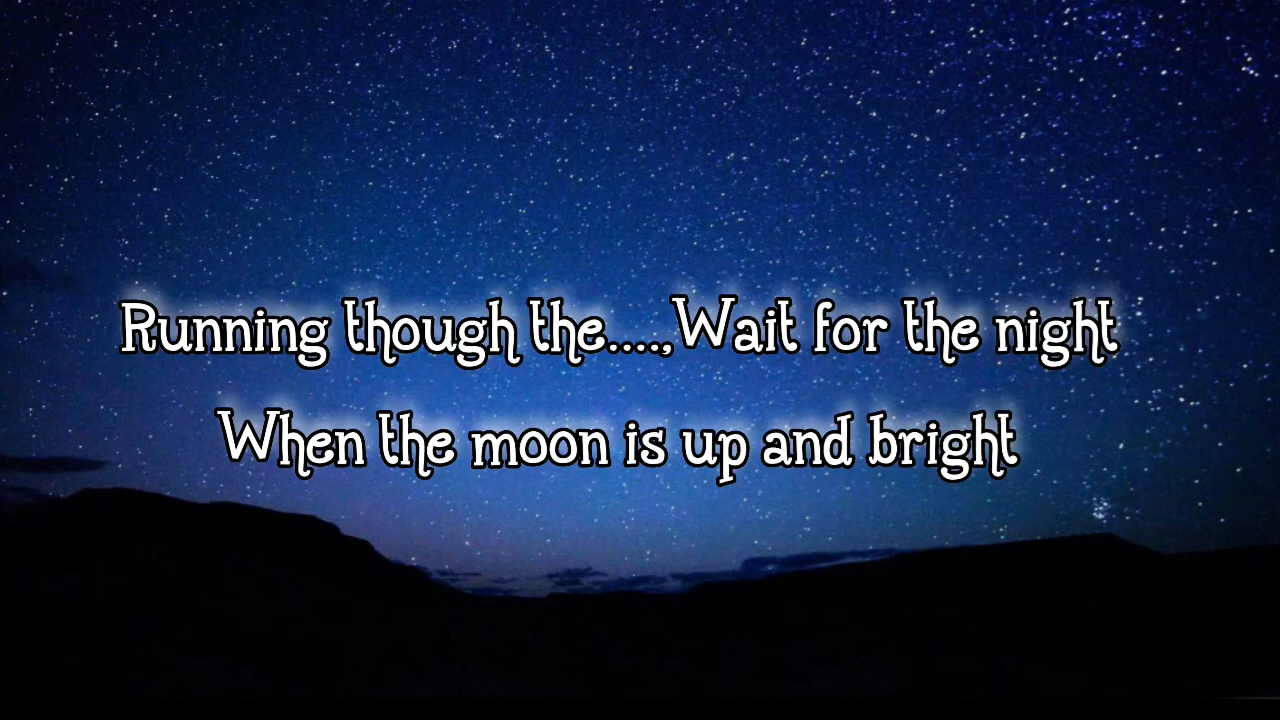 Running though the....,Wait for the night
When the moon is up and bright